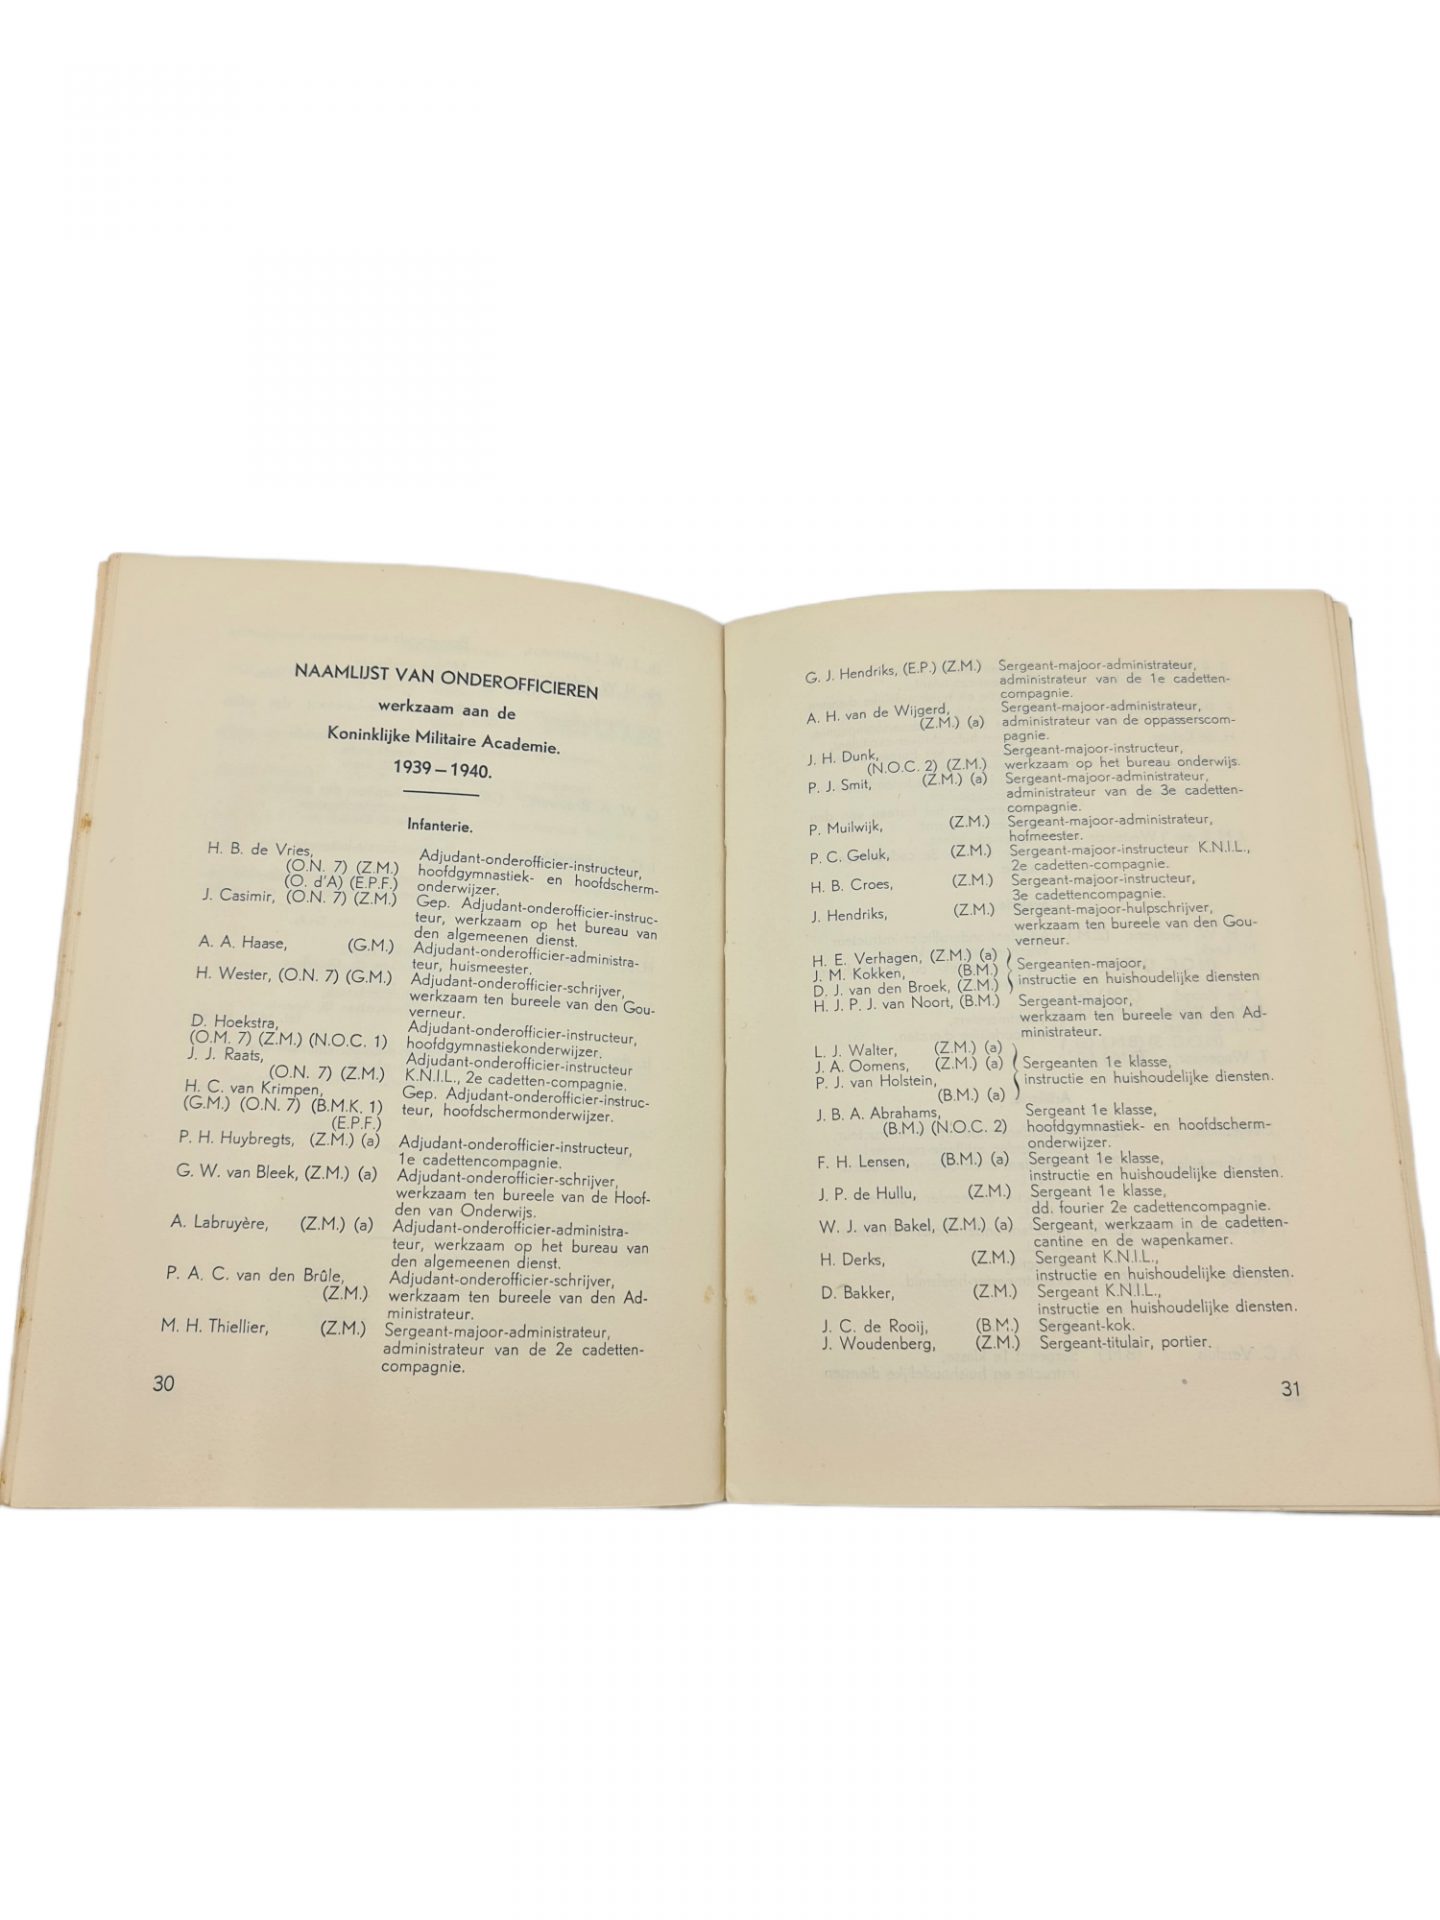 NAAMLIJST VAN ONDEROFFICIEREN
werkzaam aan de
Koninklijke Militaire Academie.
1939–1940.
Infanterie.
H. B. de Vries,
(O.N. 7) (Z.M.) Adjudant-onderofficier-instructeur,
(O. d'A) (E.P.F.) hoofdgymnastiek- en hoofdscherm-
onderwijzer.
J. Casimir, (O.N. 7) (Z.M.) Gep. Adjudant-onderofficier-instruc-
teur, werkzaam op het bureau van
den algemeenen dienst.
A. A. Haase, (G.M.) Adjudant-onderofficier-administra-
teur, huismeester.
H. Wester, (O.N. 7) (G.M.) Adjudant-onderofficier-schrijver,
werkzaam ten bureele van den Gou-
verneur.
D. Hoekstra, Adjudant-onderofficier-instructeur,
(O.M. 7) (Z.M.) (N.O.C. 1) hoofdgymnastiekonderwijzer.
J. J. Raats, Adjudant-onderofficier-instructeur
(O.N. 7) (Z.M.) K.N.I.L., 2e cadetten-compagnie.
H. C. van Krimpen, Gep. Adjudant-onderofficier-instruc-
(G.M.) (O.N. 7) (B.M.K. 1) teur, hoofdschermonderwijzer.
(E.P.F.)
P. H. Huybregts, (Z.M.) (a) Adjudant-onderofficier-instructeur,
1e cadettencompagnie.
G. W. van Bleek, (Z.M.) (a) Adjudant-onderofficier-schrijver,
werkzaam ten bureele van de Hoof-
den van Onderwijs.
A. Labruyère, (Z.M.) (a) Adjudant-onderofficier-administra-
teur, werkzaam op het bureau van
den algemeenen dienst.
P. A. C. van den Brûle, Adjudant-onderofficier-schrijver,
(Z.M.) werkzaam ten bureele van den Ad-
ministrateur.
M. H. Thiellier, (Z.M.) Sergeant-majoor-administrateur,
administrateur van de 2e cadetten-
compagnie.
30
G. J. Hendriks, (E.P.) (Z.M.) Sergeant-majoor-administrateur,
administrateur van de 1e cadetten-
compagnie.
A. H. van de Wijgerd, Sergeant-majoor-administrateur,
(Z.M.) (a) administrateur van de oppasserscom-
pagnie.
J. H. Dunk, Sergeant-majoor-instructeur,
(N.O.C. 2) (Z.M.) werkzaam op het bureau onderwijs.
P. J. Smit, (Z.M.) (a) Sergeant-majoor-administrateur,
administrateur van de 3e cadetten-
compagnie.
P. Muilwijk, (Z.M.) Sergeant-majoor-administrateur,
hofmeester.
P. C. Geluk, (Z.M.) Sergeant-majoor-instructeur K.N.I.L.,
2e cadetten-compagnie.
H. B. Croes, (Z.M.) Sergeant-majoor-instructeur,
3e cadettencompagnie.
J. Hendriks, (Z.M.) Sergeant-majoor-hulpschrijver,
werkzaam ten bureele van den Gou-
verneur.
H. E. Verhagen, (Z.M.) (a)
J. M. Kokken, (B.M.) Sergeanten-majoor,
D. J. van den Broek, (Z.M.) instructie en huishoudelijke diensten
H. J. P. J. van Noort, (B.M.) Sergeant-majoor,
werkzaam ten bureele van den Ad-
ministrateur.
L. J. Walter, (Z.M.) (a)
J. A. Oomens, (Z.M.) (a) Sergeanten 1e klasse,
P. J. van Holstein, instructie en huishoudelijke diensten.
(B.M.) (a)
J. B. A. Abrahams, Sergeant 1e klasse,
(B.M.) (N.O.C. 2) hoofdgymnastiek- en hoofdscherm-
onderwijzer.
F. H. Lensen, (B.M.) (a) Sergeant 1e klasse,
instructie en huishoudelijke diensten.
J. P. de Hullu, (Z.M.) Sergeant 1e klasse,
dd. fourier 2e cadettencompagnie.
W. J. van Bakel, (Z.M.) (a) Sergeant, werkzaam in de cadetten-
cantine en de wapenkamer.
H. Derks, (Z.M.) Sergeant K.N.I.L.,
instructie en huishoudelijke diensten.
D. Bakker, (Z.M.) Sergeant K.N.I.L.,
instructie en huishoudelijke diensten.
J. C. de Rooij, (B.M.) Sergeant-kok.
J. Woudenberg, (Z.M.) Sergeant-titulair, portier.
31